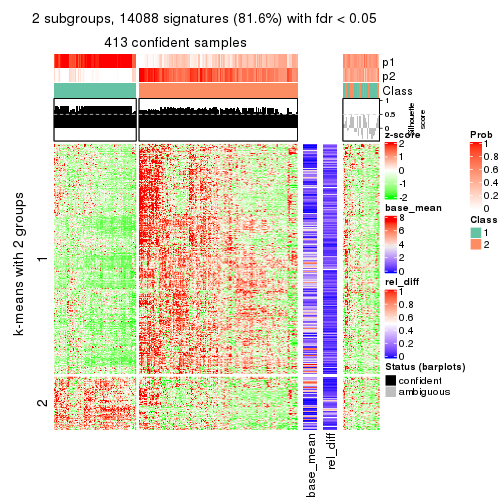 2 subgroups, 14088 signatures (81.6%) with fdr < 0.05
413 confident samples
p1
p2
Class
1
0.5
0
Silhouette
score
k-means with 2 groups
1
2
base_mean
rel_diff
z-score
2
1
0
-1
-2
base_mean
8
6
4
2
0
rel_diff
1
0.8
0.6
0.4
0.2
0
Status (barplots)
confident
ambiguous
Prob
1
0.8
0.6
0.4
0.2
0
Class
1
2